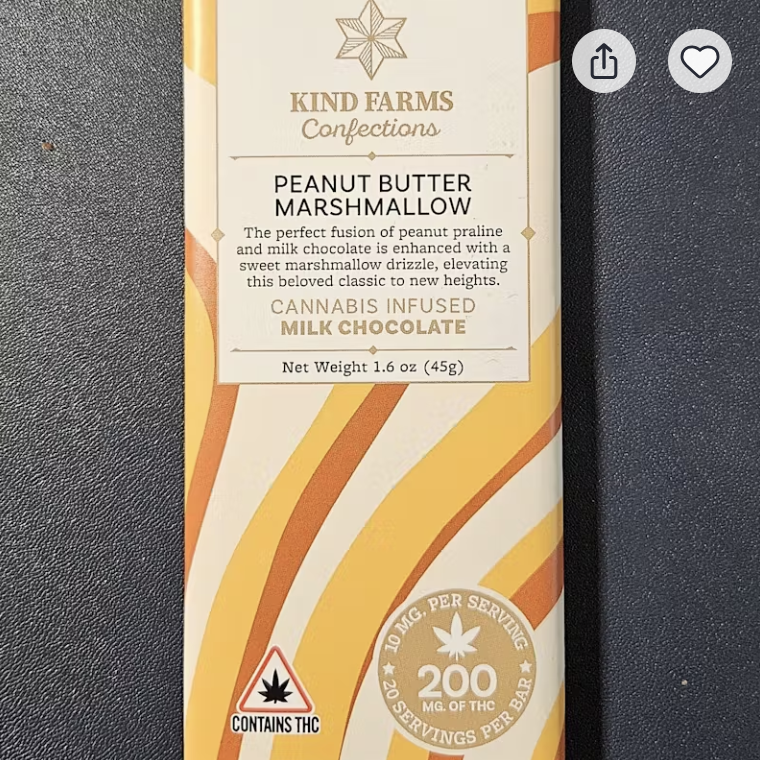 KIND FARMS
Confections
PEANUT BUTTER
MARSHMALLOW
The perfect fusion of peanut praline
and milk chocolate is enhanced with a
sweet marshmallow drizzle, elevating
this beloved classic to new heights.
CANNABIS INFUSED
MILK CHOCOLATE
Net Weight 1.6 oz (45g)
10 MG. PER SERVING
200
MG. OF THC
20 SERVINGS PER BAR
CONTAINS THC